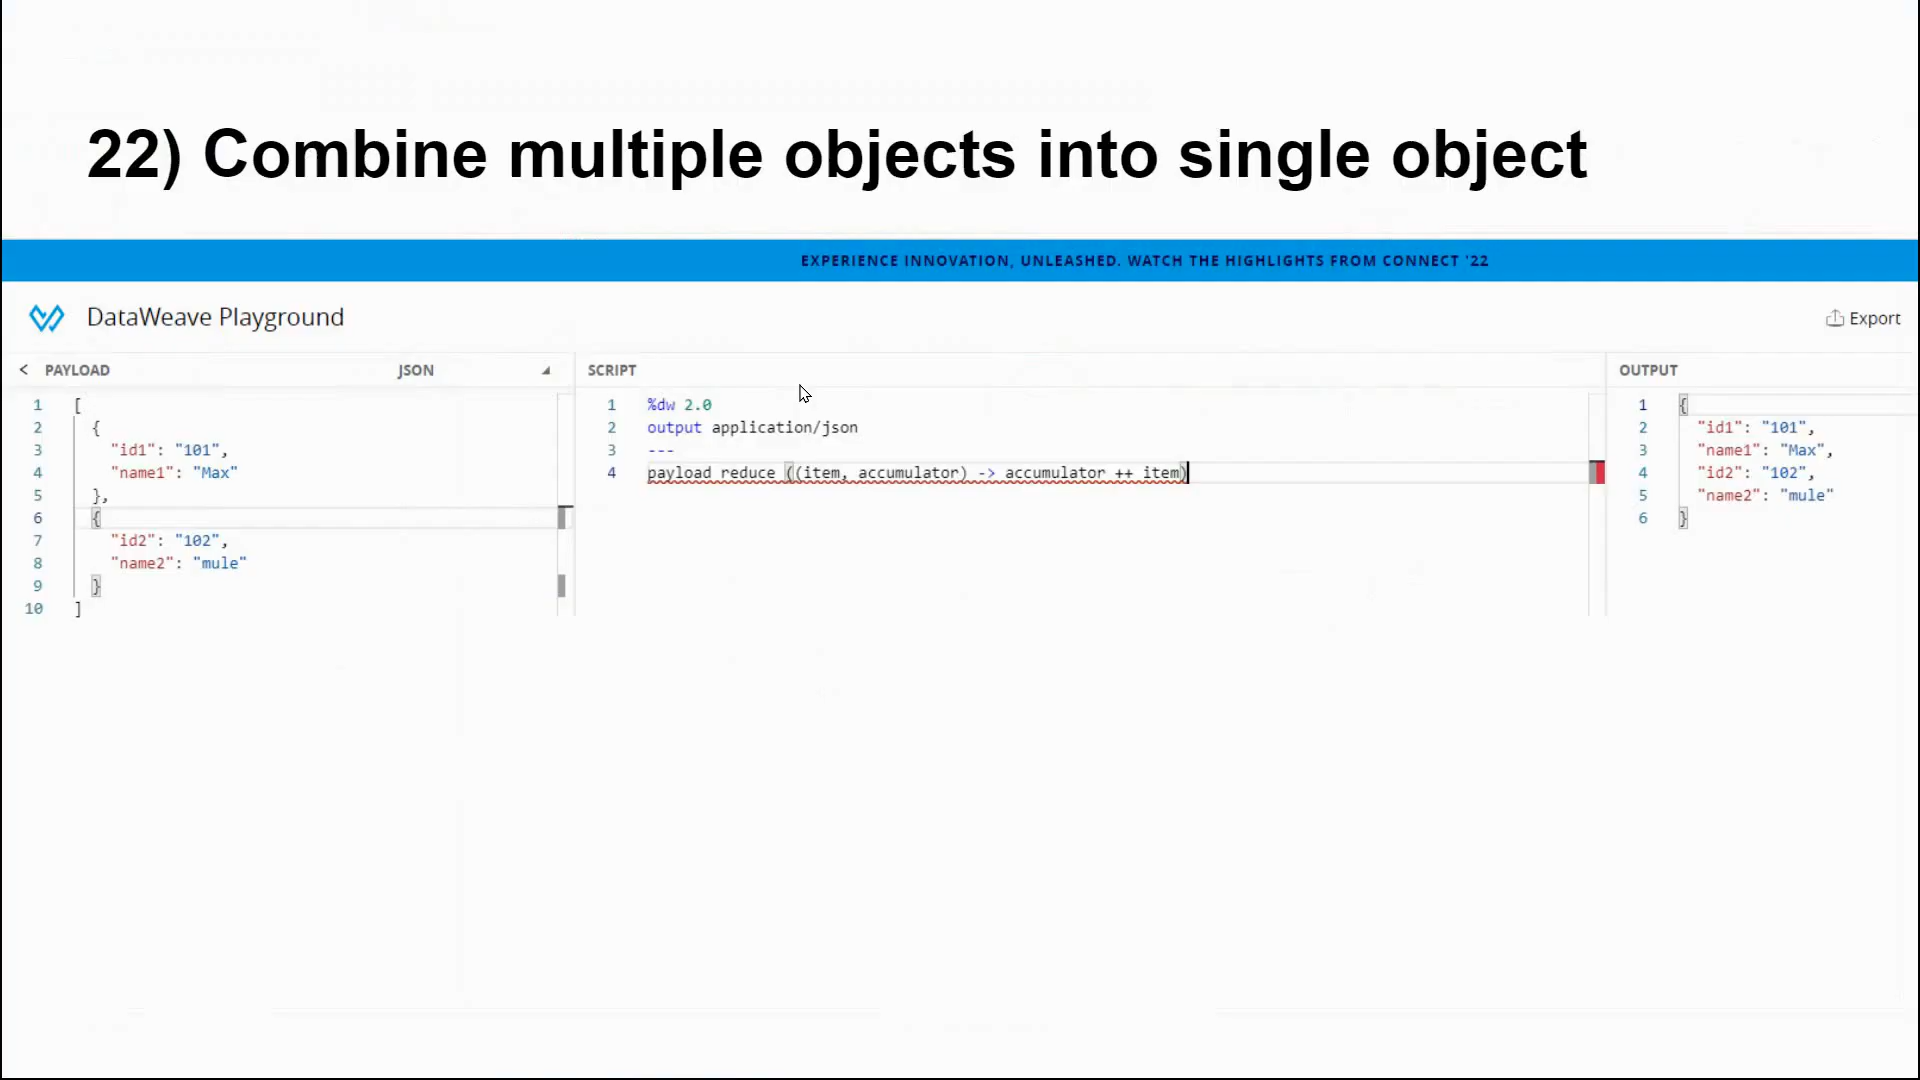 22) Combine multiple objects into single object
EXPERIENCE INNOVATION, UNLEASHED. WATCH THE HIGHLIGHTS FROM CONNECT '22
DataWeave Playground
Export
< PAYLOAD JSON
1 [
2 {
3 "id1": "101",
4 "name1": "Max"
5 },
6 {
7 "id2": "102",
8 "name2": "mule"
9 }
10 ]
SCRIPT
1 %dw 2.0
2 output application/json
3 ---
4 payload reduce ((item, accumulator) -> accumulator ++ item)
OUTPUT
1 {
2 "id1": "101",
3 "name1": "Max",
4 "id2": "102",
5 "name2": "mule"
6 }